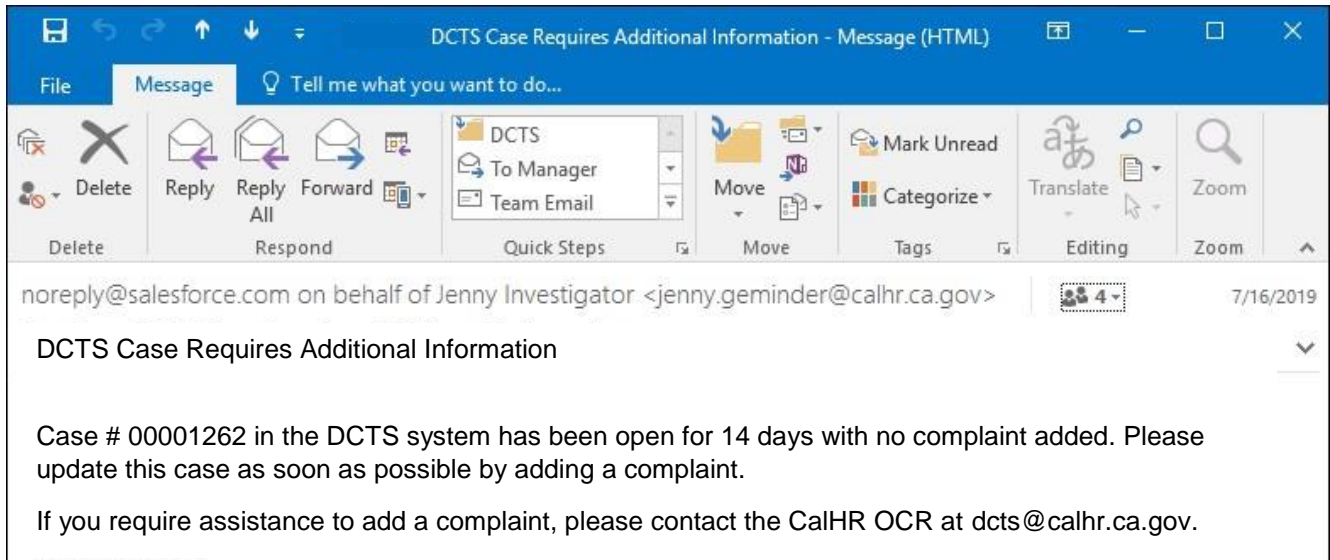 DCTS Case Requires Additional Information - Message (HTML)
File Message Tell me what you want to do...
Delete Reply Reply All Forward DCTS To Manager Team Email Move Mark Unread Categorize Translate Zoom
Delete Respond Quick Steps Move Tags Editing Zoom
noreply@salesforce.com on behalf of Jenny Investigator <jenny.geminder@calhr.ca.gov> 4 7/16/2019
DCTS Case Requires Additional Information
Case # 00001262 in the DCTS system has been open for 14 days with no complaint added. Please
update this case as soon as possible by adding a complaint.
If you require assistance to add a complaint, please contact the CalHR OCR at dcts@calhr.ca.gov.